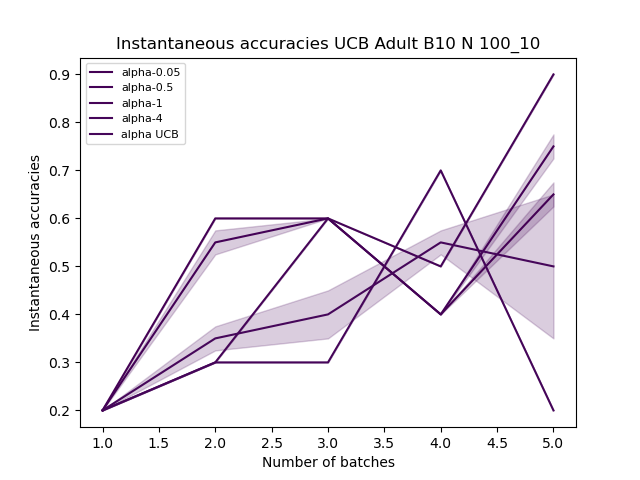 Instantaneous accuracies UCB Adult B10 N 100_10
alpha-0.05
alpha-0.5
alpha-1
alpha-4
alpha UCB
0.9
0.8
0.7
0.6
0.5
0.4
0.3
0.2
Instantaneous accuracies
1.0 1.5 2.0 2.5 3.0 3.5 4.0 4.5 5.0
Number of batches